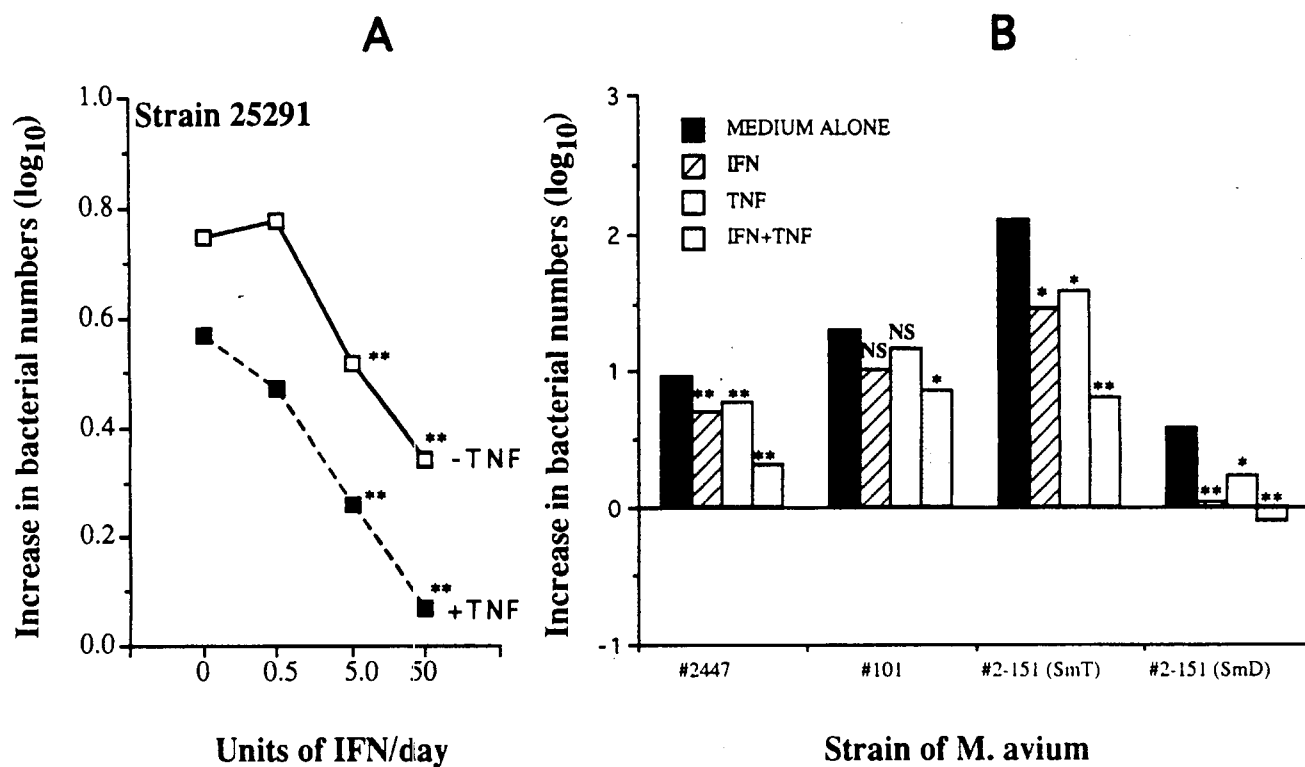 A
B
Strain 25291
Increase in bacterial numbers (log10)
1.0
0.8
0.6
0.4
0.2
0.0
**
**
-TNF
**
**
+TNF
0 0.5 5.0 50
Units of IFN/day
Increase in bacterial numbers (log10)
3
2
1
0
-1
MEDIUM ALONE
IFN
TNF
IFN+TNF
** ** **
NS NS *
* * **
** * **
#2447 #101 #2-151 (SmT) #2-151 (SmD)
Strain of M. avium